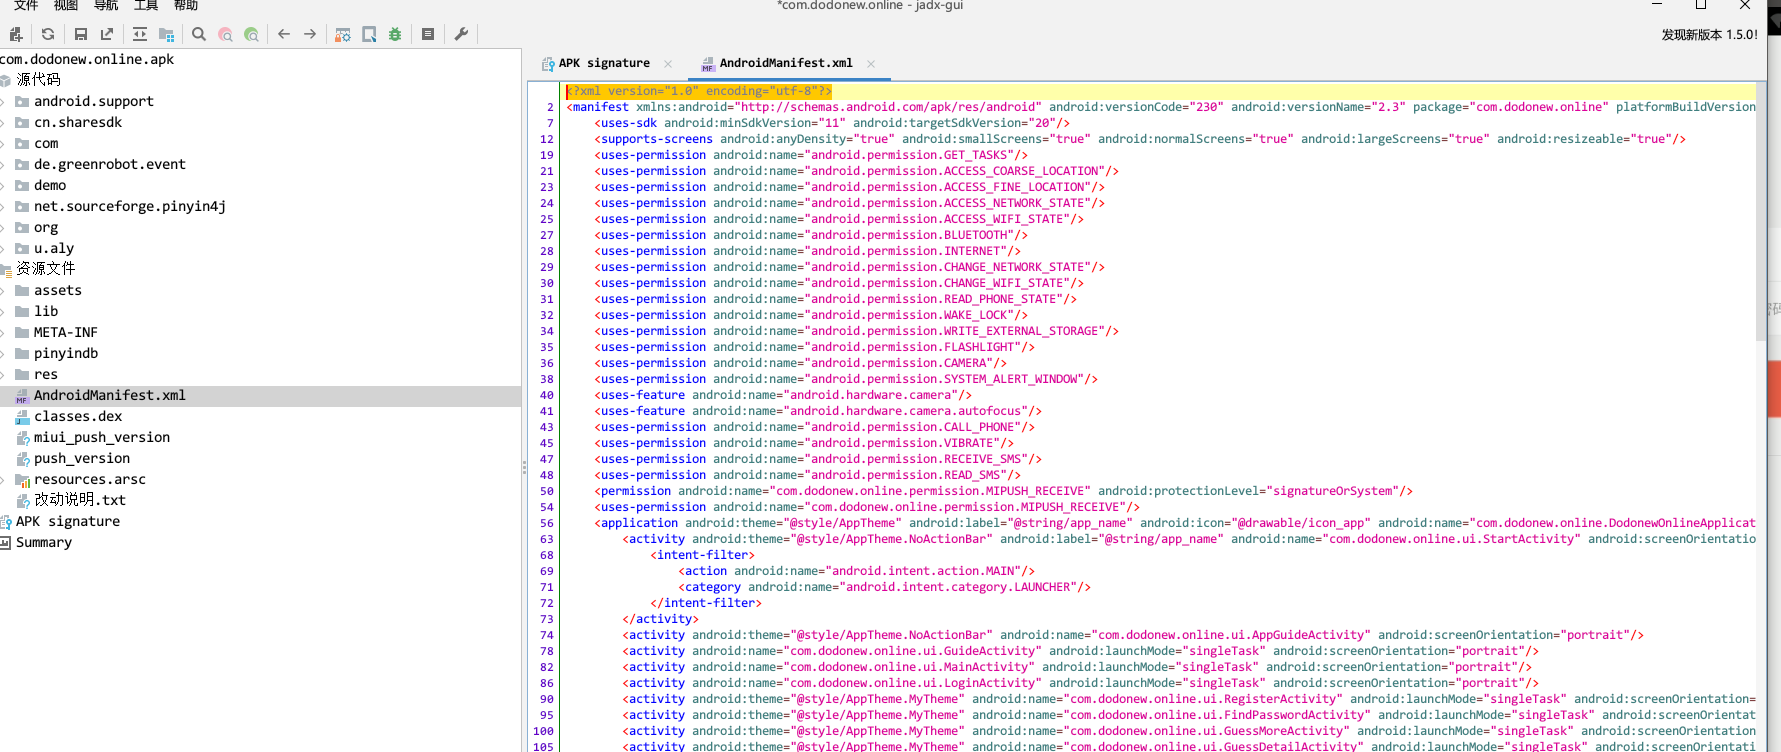 文件 视图 导航 工具 帮助
*com.dodonew.online - jadx-gui
发现新版本 1.5.0!
com.dodonew.online.apk
源代码
android.support
cn.sharesdk
com
de.greenrobot.event
demo
net.sourceforge.pinyin4j
org
u.aly
资源文件
assets
lib
META-INF
pinyindb
res
AndroidManifest.xml
classes.dex
miui_push_version
push_version
resources.arsc
改动说明.txt
APK signature
Summary
APK signature AndroidManifest.xml
<?xml version="1.0" encoding="utf-8"?>
2 <manifest xmlns:android="http://schemas.android.com/apk/res/android" android:versionCode="230" android:versionName="2.3" package="com.dodonew.online" platformBuildVersion
7 <uses-sdk android:minSdkVersion="11" android:targetSdkVersion="20"/>
12 <supports-screens android:anyDensity="true" android:smallScreens="true" android:normalScreens="true" android:largeScreens="true" android:resizeable="true"/>
19 <uses-permission android:name="android.permission.GET_TASKS"/>
21 <uses-permission android:name="android.permission.ACCESS_COARSE_LOCATION"/>
23 <uses-permission android:name="android.permission.ACCESS_FINE_LOCATION"/>
24 <uses-permission android:name="android.permission.ACCESS_NETWORK_STATE"/>
25 <uses-permission android:name="android.permission.ACCESS_WIFI_STATE"/>
27 <uses-permission android:name="android.permission.BLUETOOTH"/>
28 <uses-permission android:name="android.permission.INTERNET"/>
29 <uses-permission android:name="android.permission.CHANGE_NETWORK_STATE"/>
30 <uses-permission android:name="android.permission.CHANGE_WIFI_STATE"/>
31 <uses-permission android:name="android.permission.READ_PHONE_STATE"/>
32 <uses-permission android:name="android.permission.WAKE_LOCK"/>
34 <uses-permission android:name="android.permission.WRITE_EXTERNAL_STORAGE"/>
35 <uses-permission android:name="android.permission.FLASHLIGHT"/>
36 <uses-permission android:name="android.permission.CAMERA"/>
38 <uses-permission android:name="android.permission.SYSTEM_ALERT_WINDOW"/>
40 <uses-feature android:name="android.hardware.camera"/>
41 <uses-feature android:name="android.hardware.camera.autofocus"/>
43 <uses-permission android:name="android.permission.CALL_PHONE"/>
45 <uses-permission android:name="android.permission.VIBRATE"/>
47 <uses-permission android:name="android.permission.RECEIVE_SMS"/>
48 <uses-permission android:name="android.permission.READ_SMS"/>
50 <permission android:name="com.dodonew.online.permission.MIPUSH_RECEIVE" android:protectionLevel="signatureOrSystem"/>
54 <uses-permission android:name="com.dodonew.online.permission.MIPUSH_RECEIVE"/>
56 <application android:theme="@style/AppTheme" android:label="@string/app_name" android:icon="@drawable/icon_app" android:name="com.dodonew.online.DodonewOnlineApplicat
63 <activity android:theme="@style/AppTheme.NoActionBar" android:label="@string/app_name" android:name="com.dodonew.online.ui.StartActivity" android:screenOrientatio
68 <intent-filter>
69 <action android:name="android.intent.action.MAIN"/>
71 <category android:name="android.intent.category.LAUNCHER"/>
72 </intent-filter>
73 </activity>
74 <activity android:theme="@style/AppTheme.NoActionBar" android:name="com.dodonew.online.ui.AppGuideActivity" android:screenOrientation="portrait"/>
78 <activity android:name="com.dodonew.online.ui.GuideActivity" android:launchMode="singleTask" android:screenOrientation="portrait"/>
82 <activity android:name="com.dodonew.online.ui.MainActivity" android:launchMode="singleTask" android:screenOrientation="portrait"/>
86 <activity android:name="com.dodonew.online.ui.LoginActivity" android:launchMode="singleTask" android:screenOrientation="portrait"/>
90 <activity android:theme="@style/AppTheme.MyTheme" android:name="com.dodonew.online.ui.RegisterActivity" android:launchMode="singleTask" android:screenOrientation=
95 <activity android:theme="@style/AppTheme.MyTheme" android:name="com.dodonew.online.ui.FindPasswordActivity" android:launchMode="singleTask" android:screenOrientat
100 <activity android:theme="@style/AppTheme.MyTheme" android:name="com.dodonew.online.ui.GuessMoreActivity" android:launchMode="singleTask" android:screenOrientatio
105 <activity android:theme="@style/AppTheme.MyTheme" android:name="com.dodonew.online.ui.GuessDetailActivity" android:launchMode="singleTask" android:screenOrientati